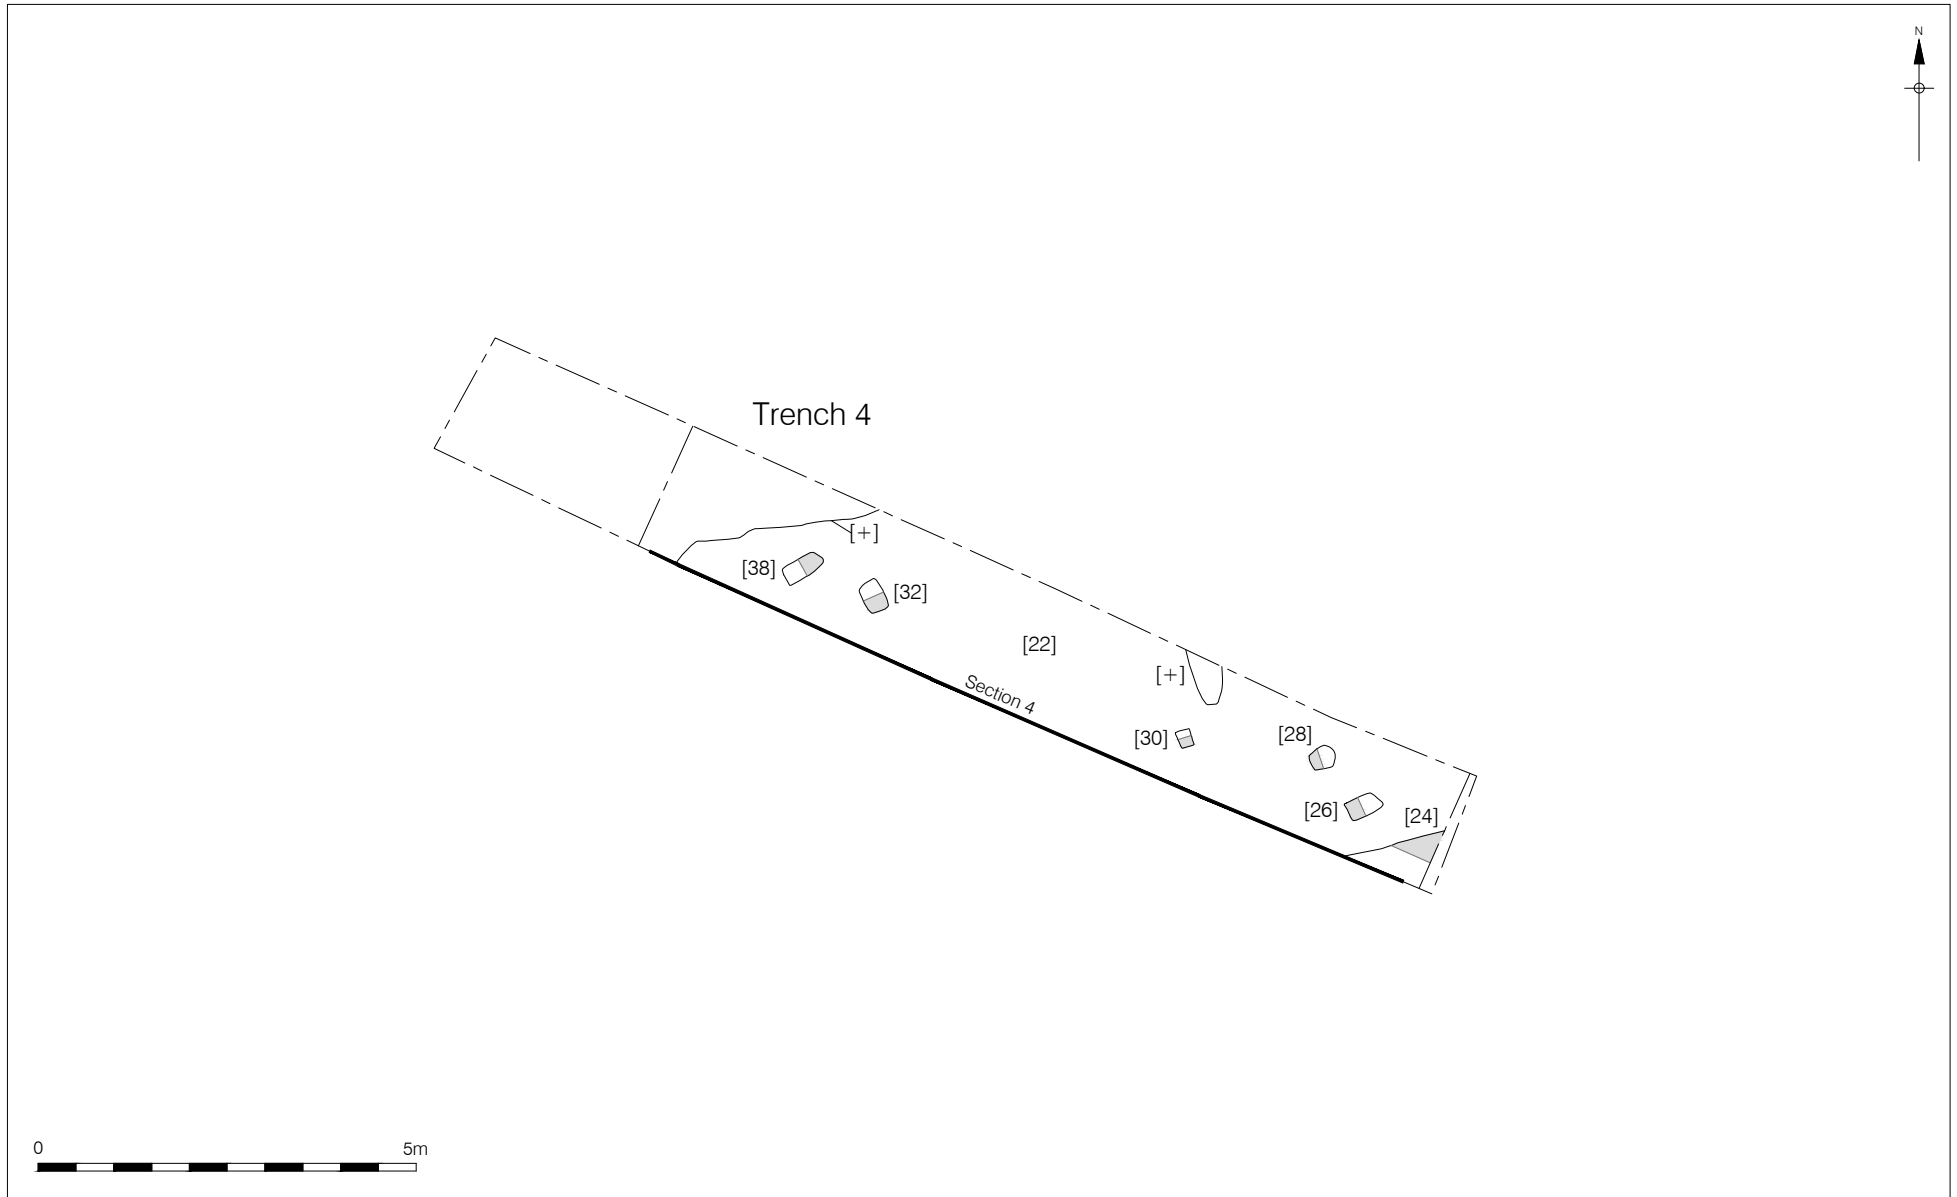 N
Trench 4
[+]
[38]
[32]
[22]
[+]
Section 4
[30]
[28]
[26]
[24]
0
5m